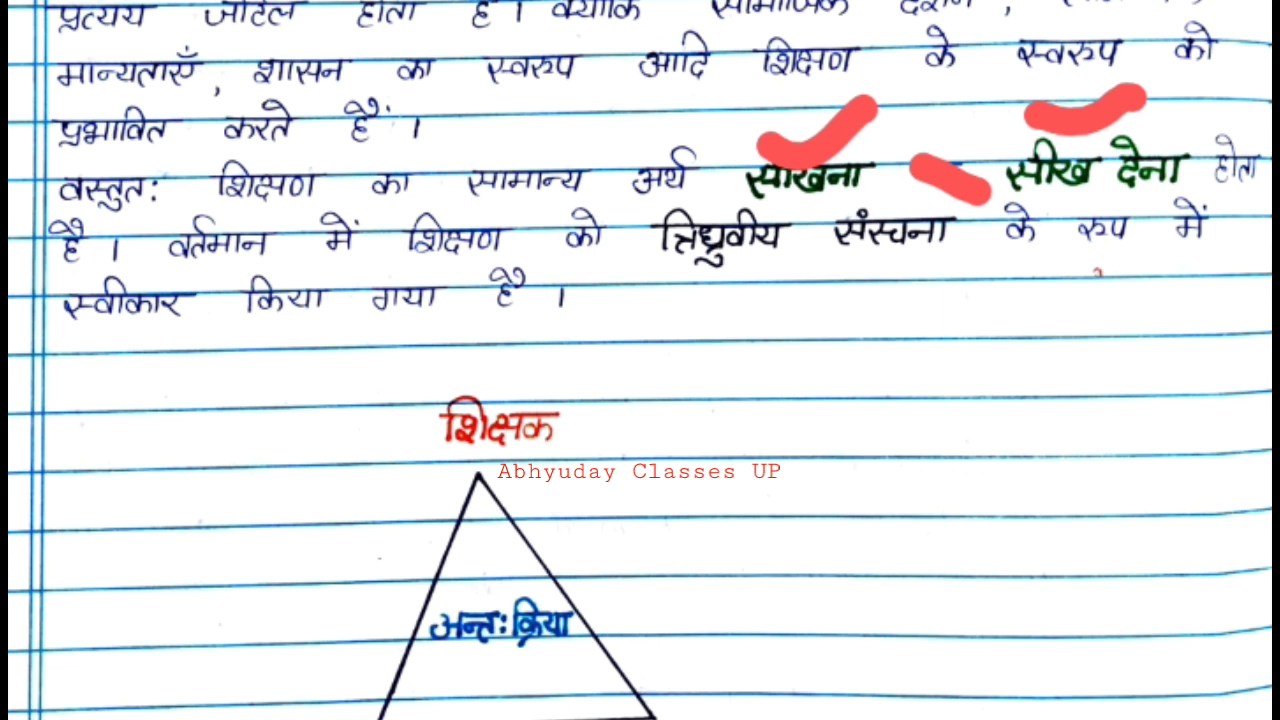 प्रत्यय जटिल होता है । क्योंकि सामाजिक दर्शन ,
मान्यताएँ , शासन का स्वरुप आदि शिक्षण के स्वरुप को
प्रभावित करते हैं ।
वस्तुतः शिक्षण का सामान्य अर्थ सीखना सीख देना होता
है । वर्तमान में शिक्षण को त्रिध्रुवीय संरचना के रुप में
स्वीकार किया गया है ।
शिक्षक
Abhyuday Classes UP
अन्तःक्रिया